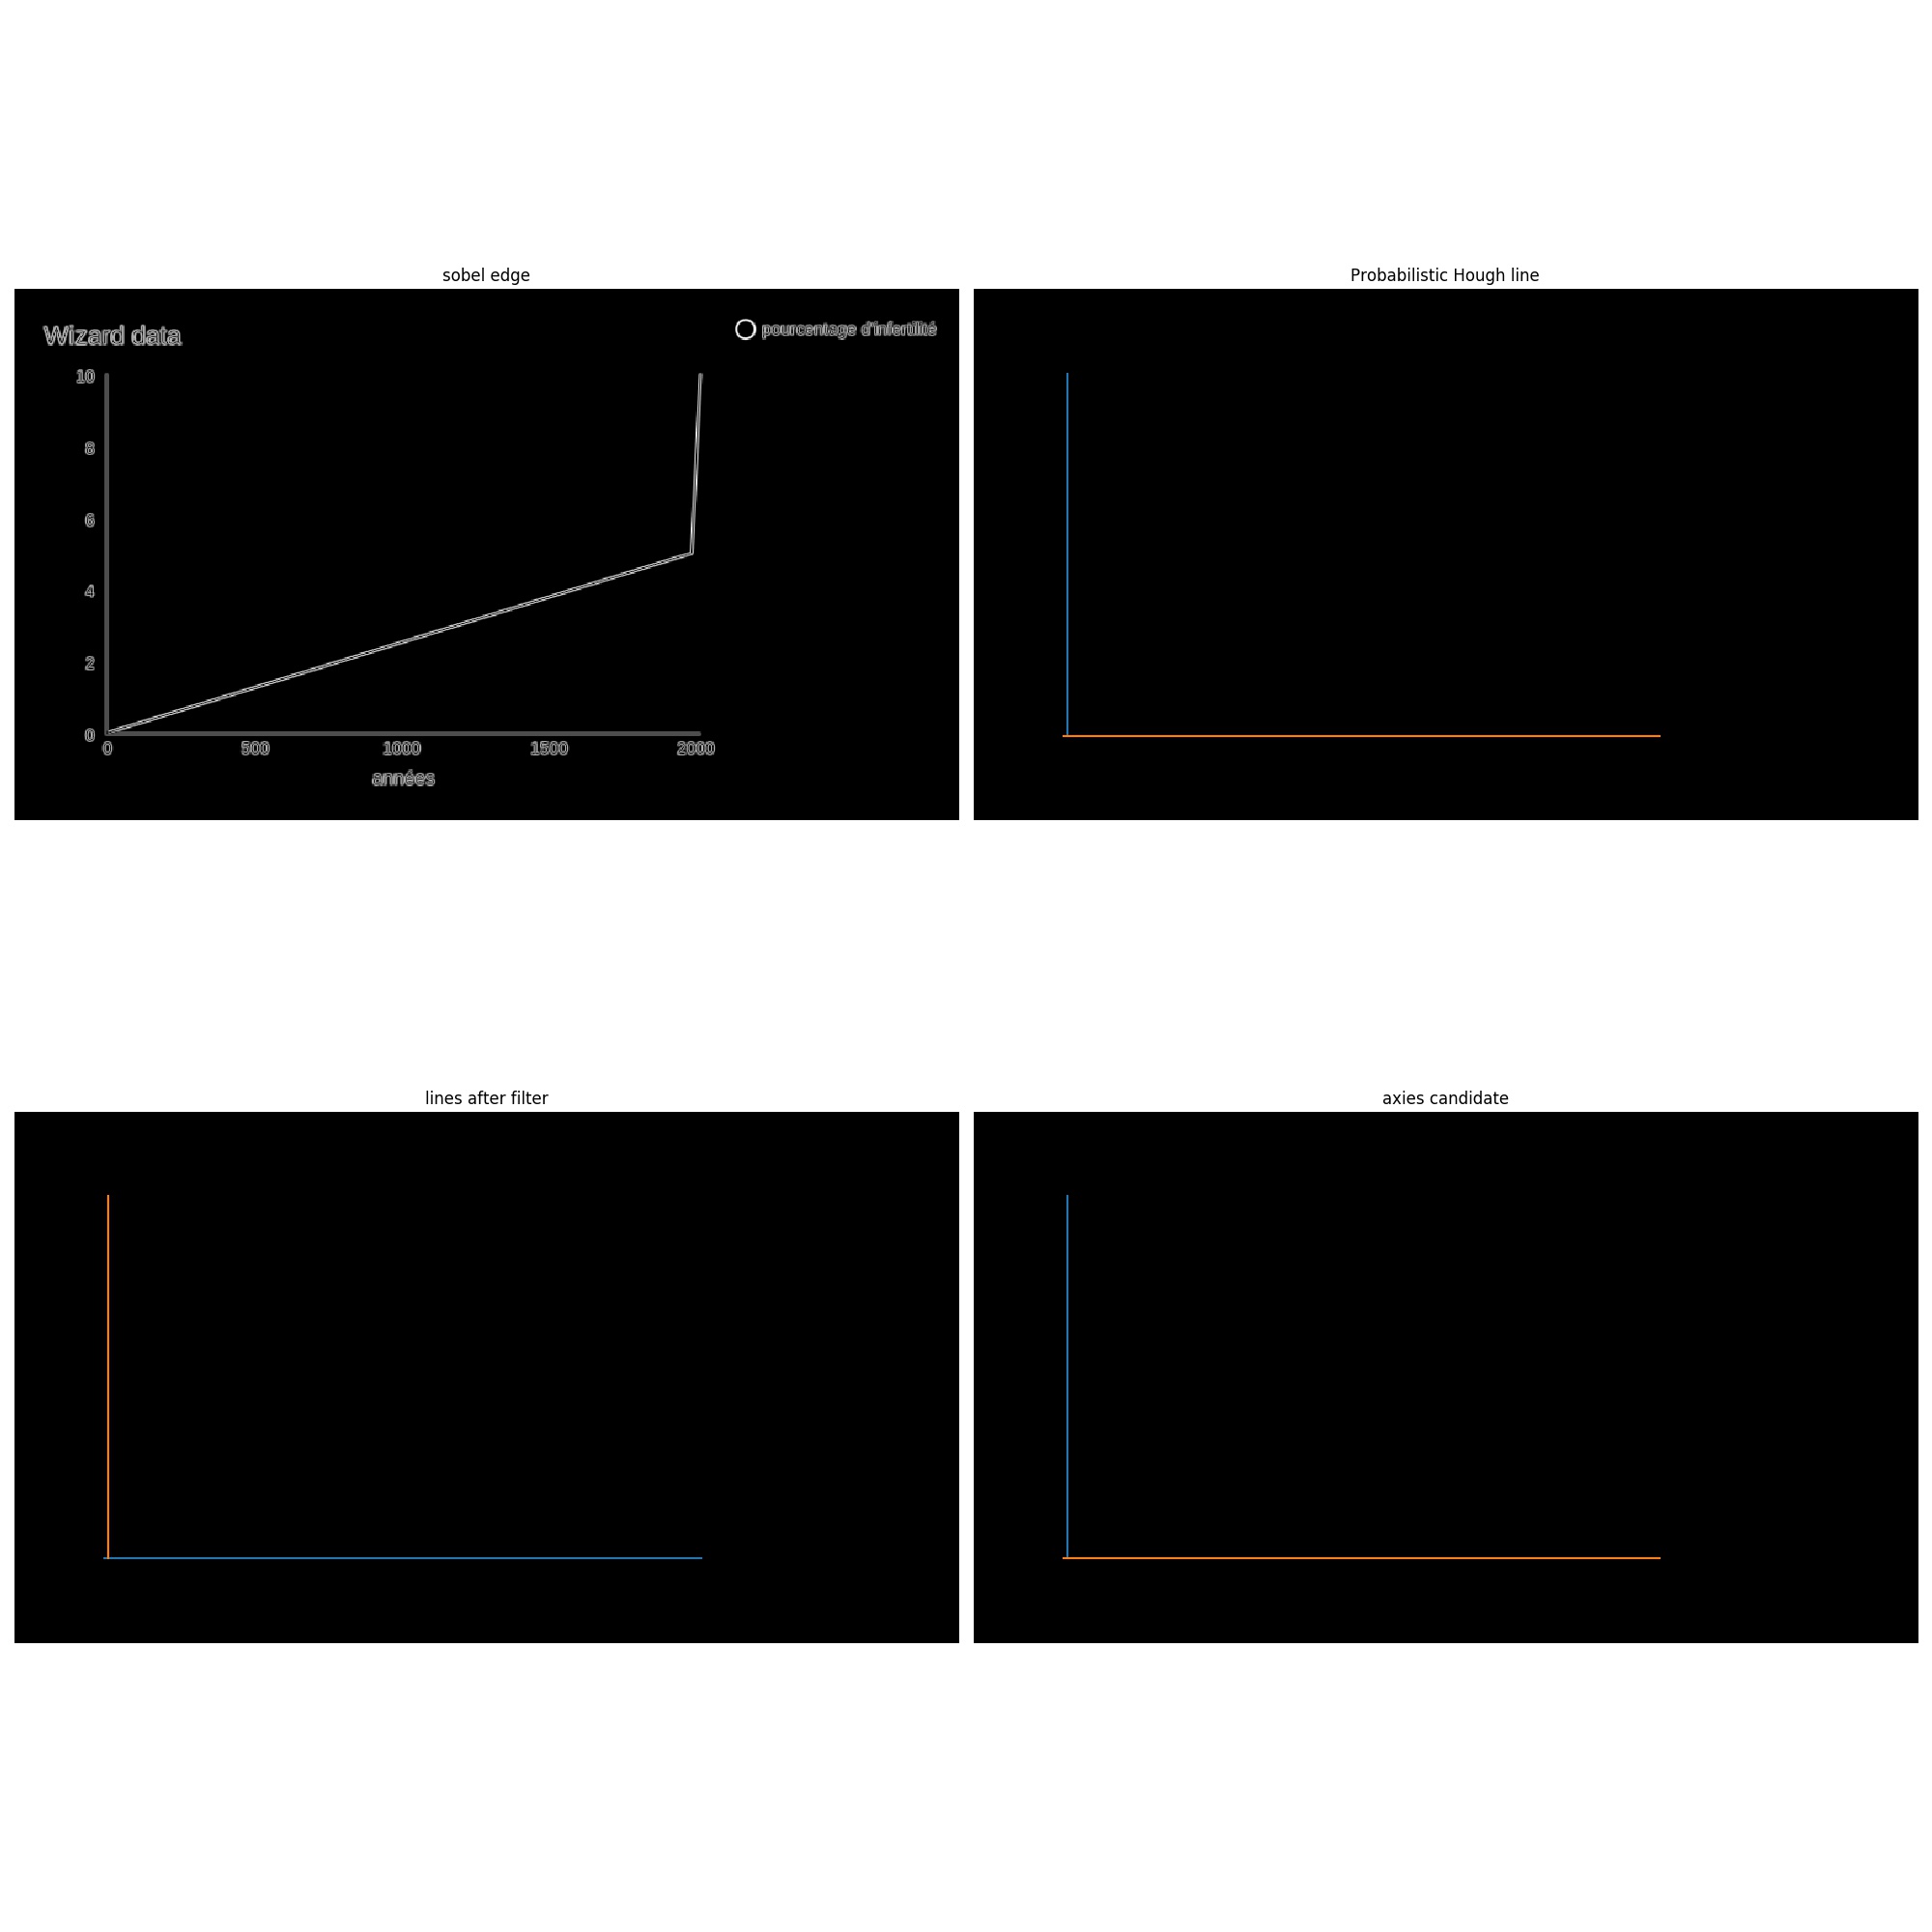 sobel edge
Probabilistic Hough line
Wizard data
pourcentage d'infertilité
10
8
6
4
2
0
0 500 1000 1500 2000
années
lines after filter
axies candidate